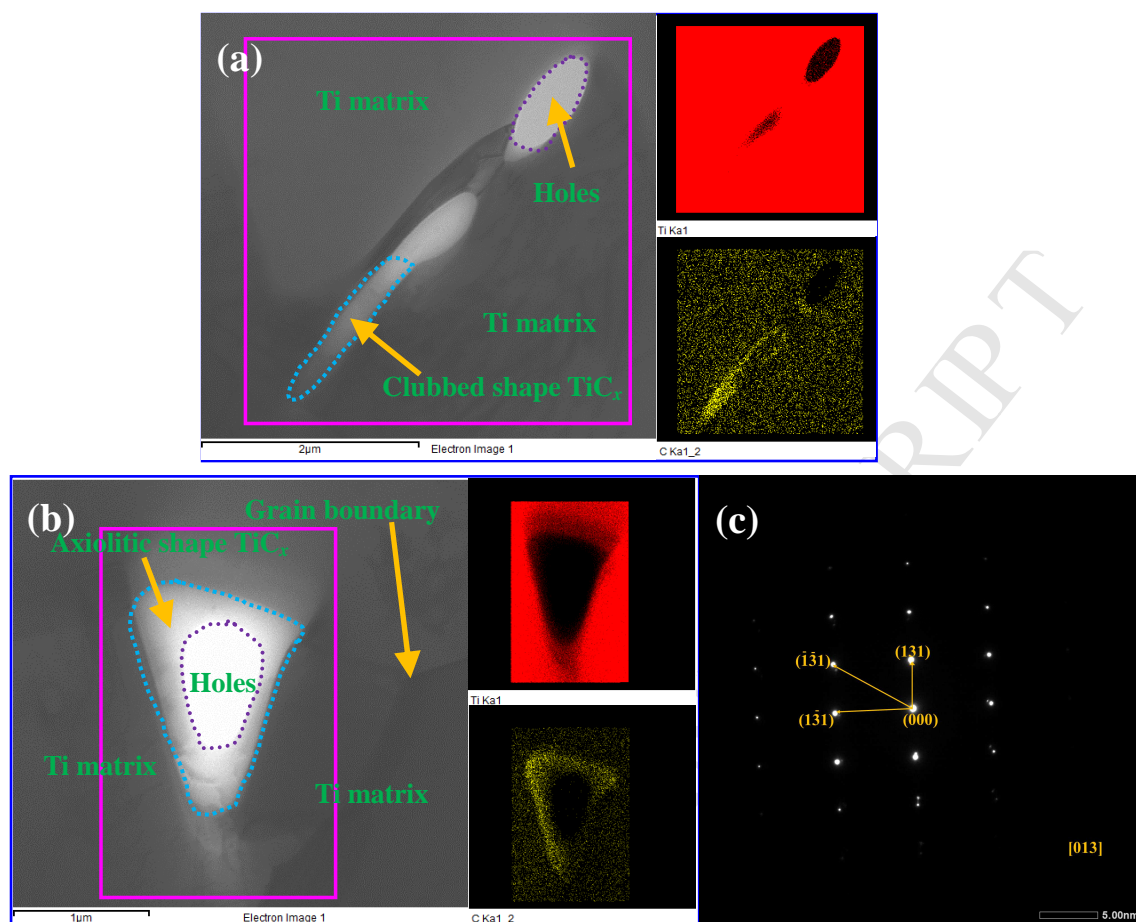 (a)
Ti matrix
Holes
Ti matrix
Clubbed shape TiCₓ
2µm
Electron Image 1
Ti Ka1
C Ka1_2
RIPT
(b)
Grain boundary
Axiolitic shape TiCₓ
Holes
Ti matrix
Ti matrix
1µm
Electron Image 1
Ti Ka1
C Ka1_2
(c)
(1̄3̄1)
(131)
(13̄1)
(000)
[013]
5.00nm